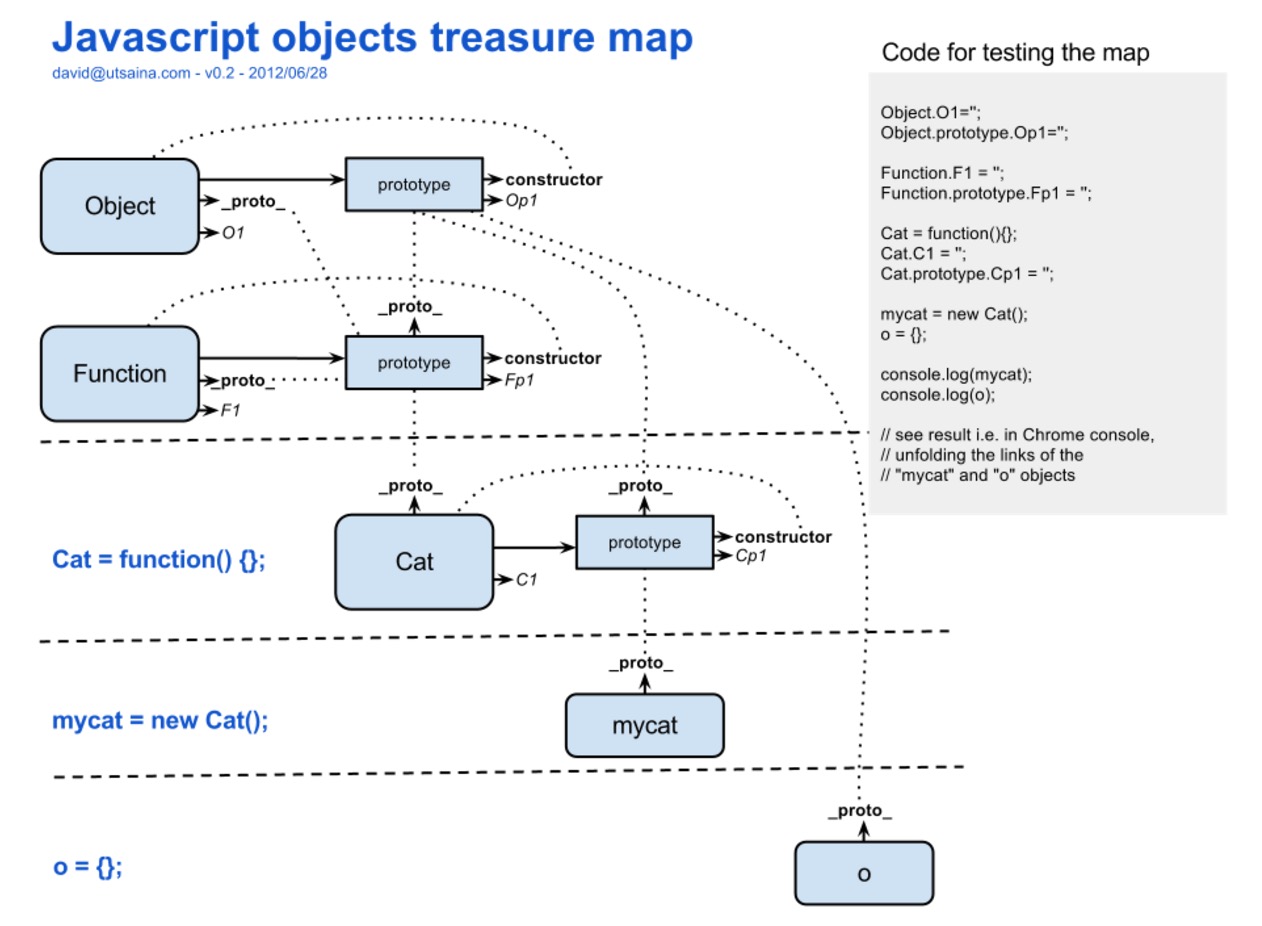 Javascript objects treasure map
david@utsaina.com - v0.2 - 2012/06/28
Code for testing the map
Object.O1='';
Object.prototype.Op1='';
Function.F1 = '';
Function.prototype.Fp1 = '';
Cat = function(){};
Cat.C1 = '';
Cat.prototype.Cp1 = '';
mycat = new Cat();
o = {};
console.log(mycat);
console.log(o);
// see result i.e. in Chrome console,
// unfolding the links of the
// "mycat" and "o" objects
Object
prototype
constructor
Op1
_proto_
O1
_proto_
Function
prototype
constructor
Fp1
_proto_
F1
_proto_
_proto_
Cat = function() {};
Cat
prototype
constructor
Cp1
C1
_proto_
mycat = new Cat();
mycat
_proto_
o = {};
o